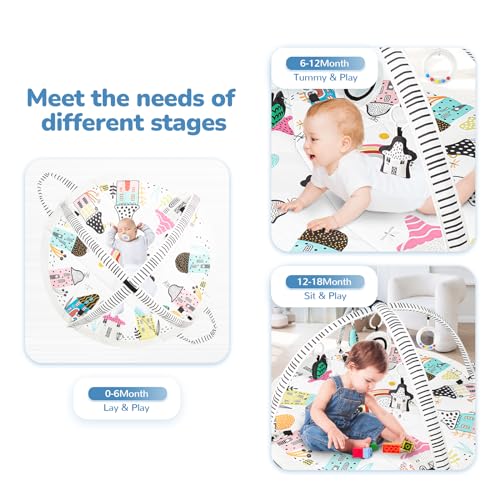 Meet the needs of
different stages
0-6Month
Lay & Play
6-12Month
Tummy & Play
12-18Month
Sit & Play